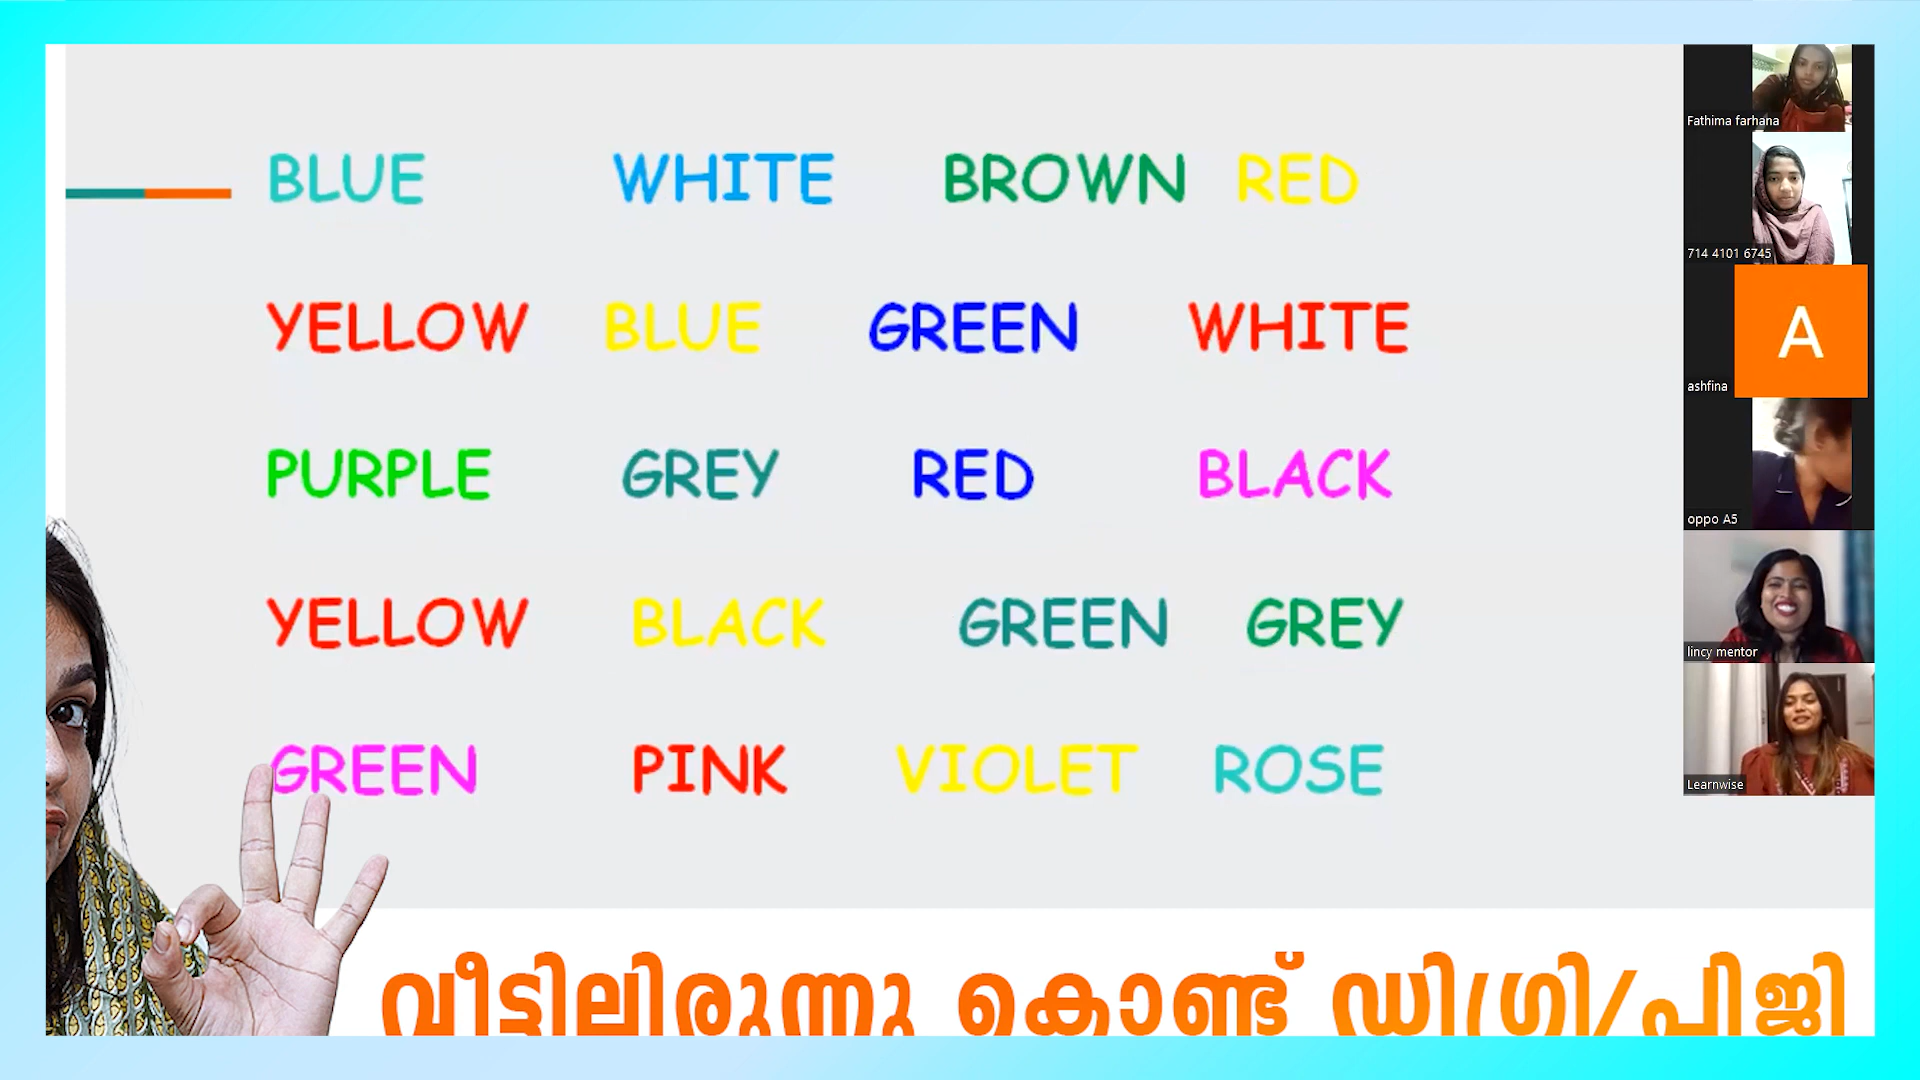 BLUE WHITE BROWN RED
YELLOW BLUE GREEN WHITE
PURPLE GREY RED BLACK
YELLOW BLACK GREEN GREY
GREEN PINK VIOLET ROSE
Fathima farhana
714 4101 6745
A
ashfina
oppo A5
lincy mentor
Learnwise
വീട്ടിലിരുന്നു കൊണ്ട് ഡിഗ്രി/പിജി